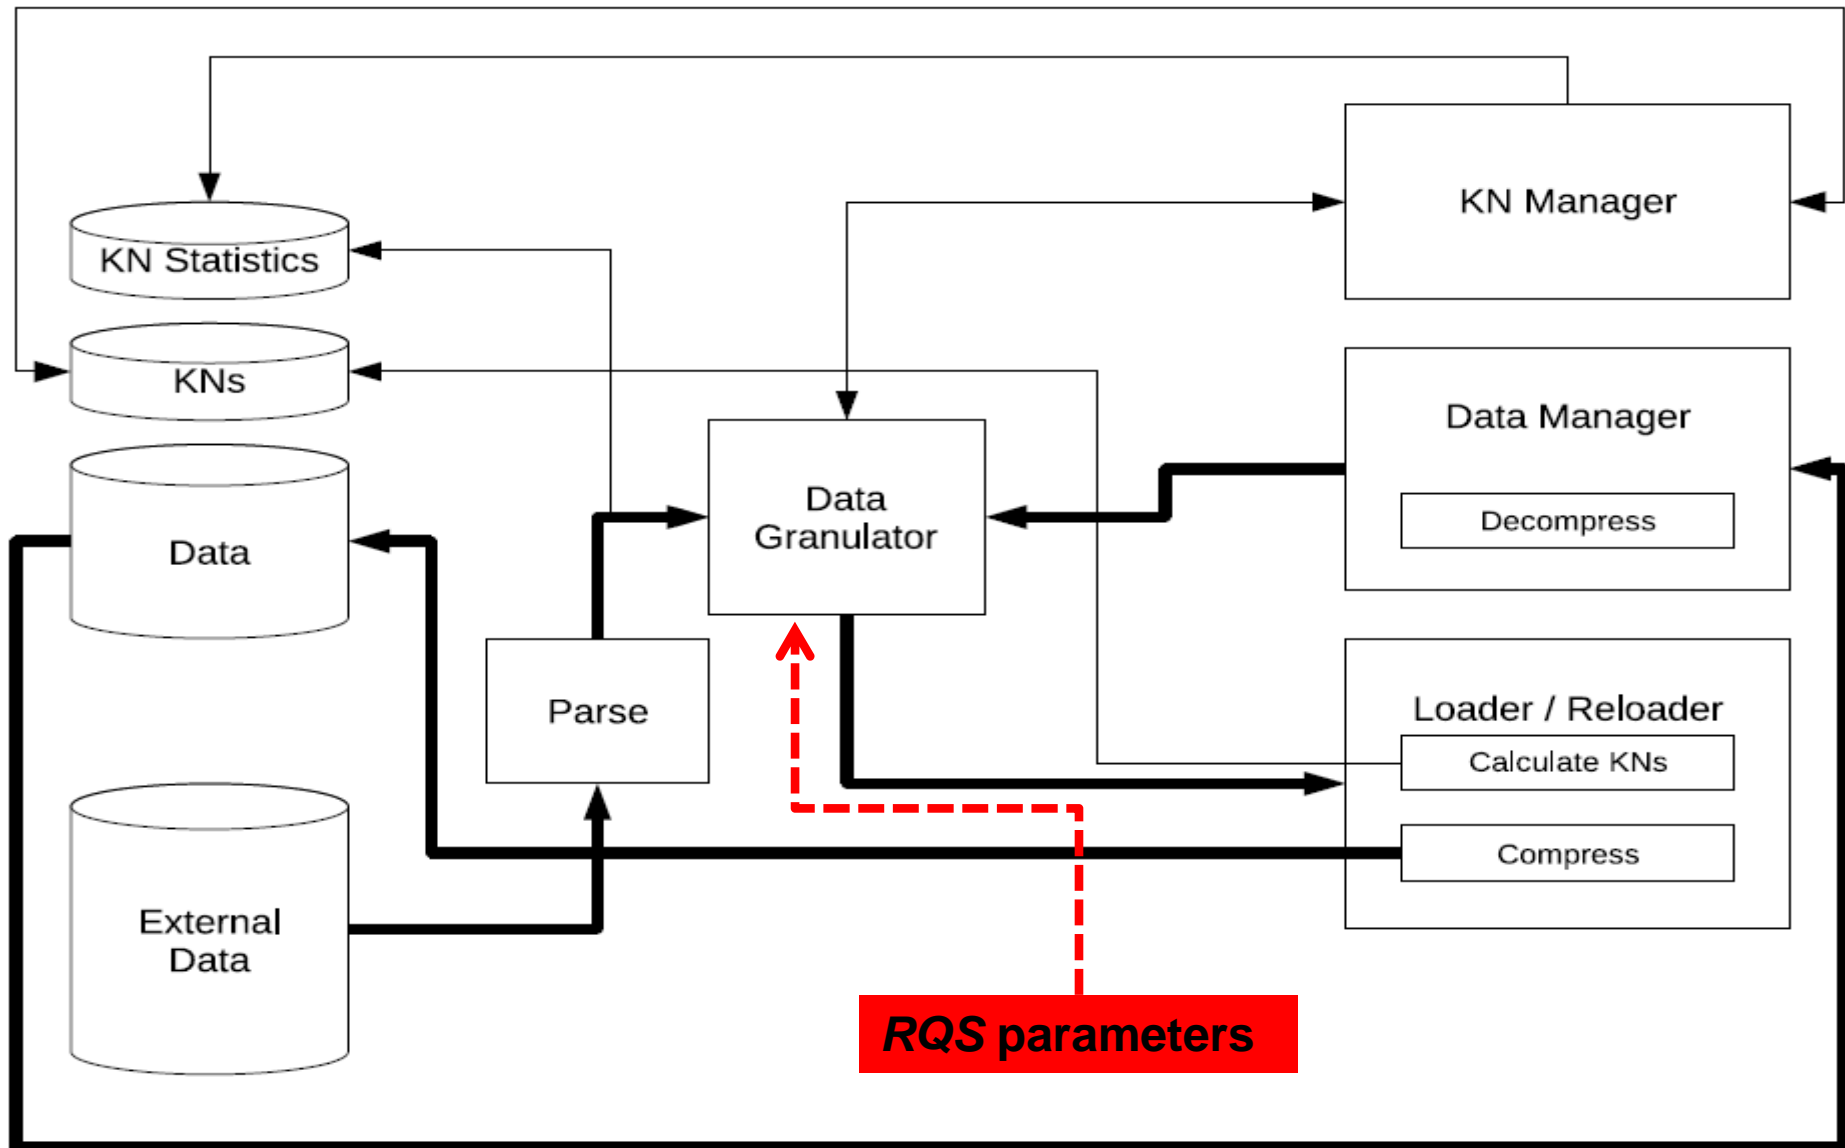 KN Manager
KN Statistics
KNs
Data Manager
Data
Granulator
Decompress
Data
Parse
Loader / Reloader
Calculate KNs
Compress
External
Data
RQS parameters